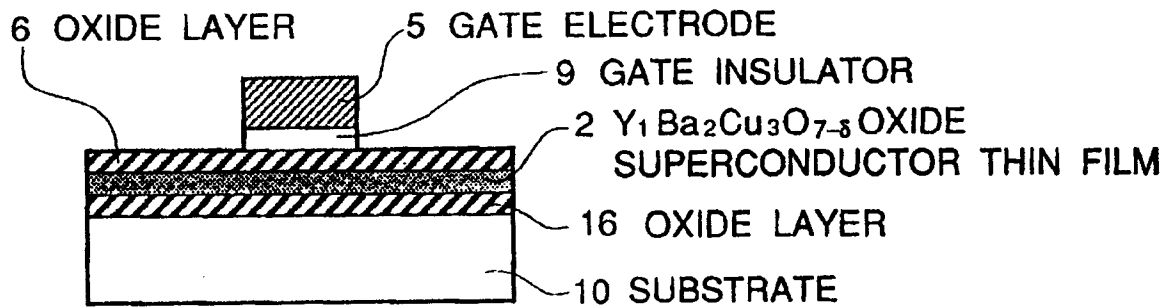 6 OXIDE LAYER
5 GATE ELECTRODE
9 GATE INSULATOR
2 Y₁Ba₂Cu₃O₇₋δ OXIDE
SUPERCONDUCTOR THIN FILM
16 OXIDE LAYER
10 SUBSTRATE